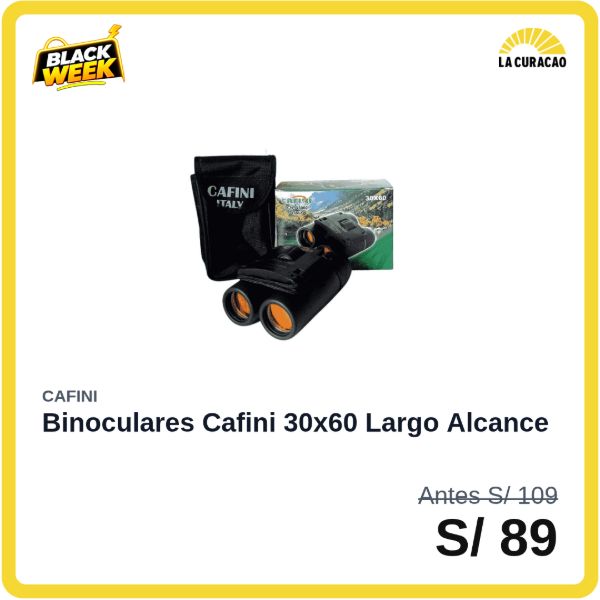 BLACK
WEEK
LA CURACAO
CAFINI
ITALY
30X60
CAFINI
Binoculares Cafini 30x60 Largo Alcance
Antes S/ 109
S/ 89